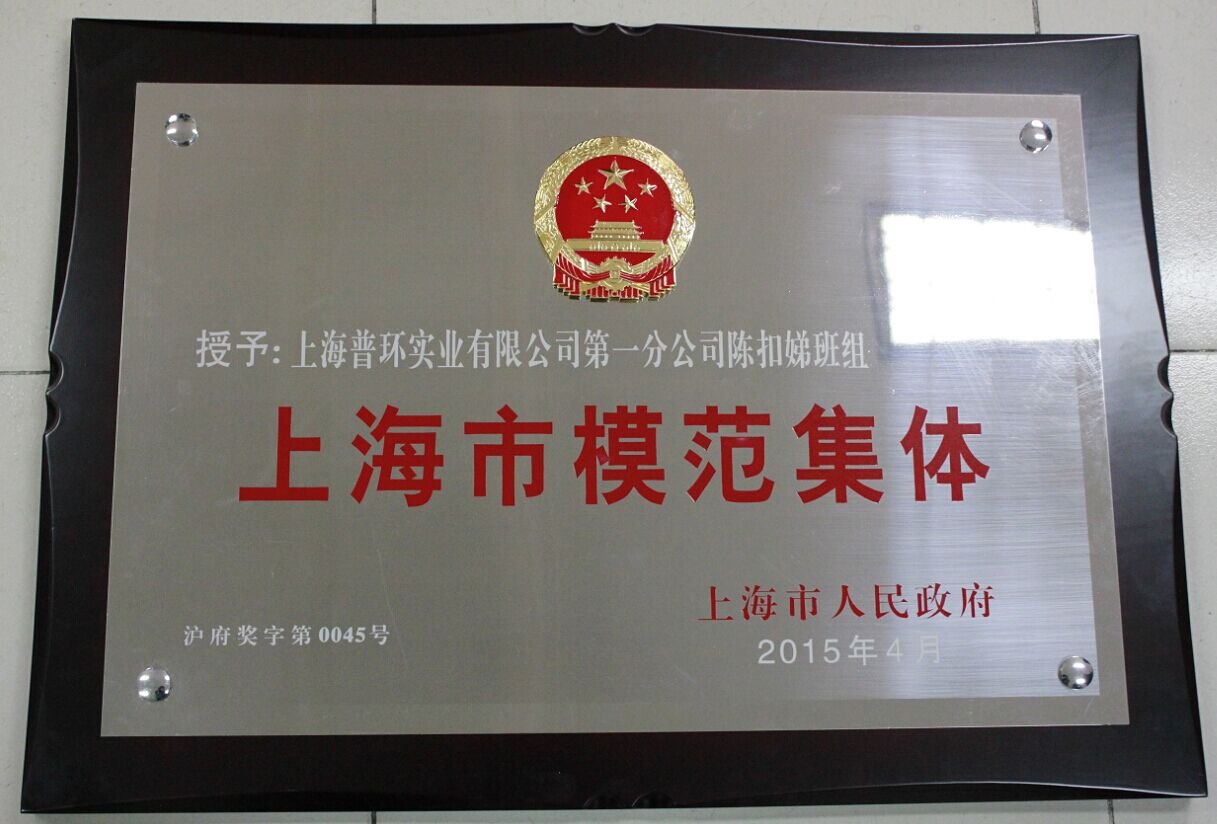 授予:上海普环实业有限公司第一分公司陈扣娣班组
上海市模范集体
上海市人民政府
沪府奖字第0045号
2015年4月